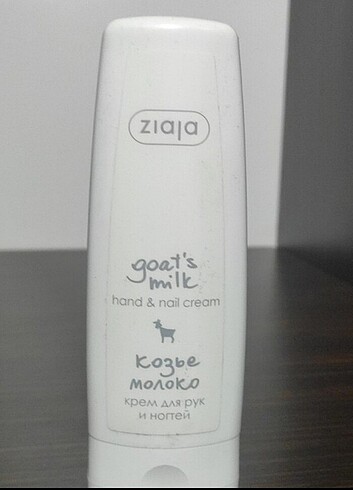 ziaja
goat's
milk
hand & nail cream
козье
молоко
крем для рук
и ногтей